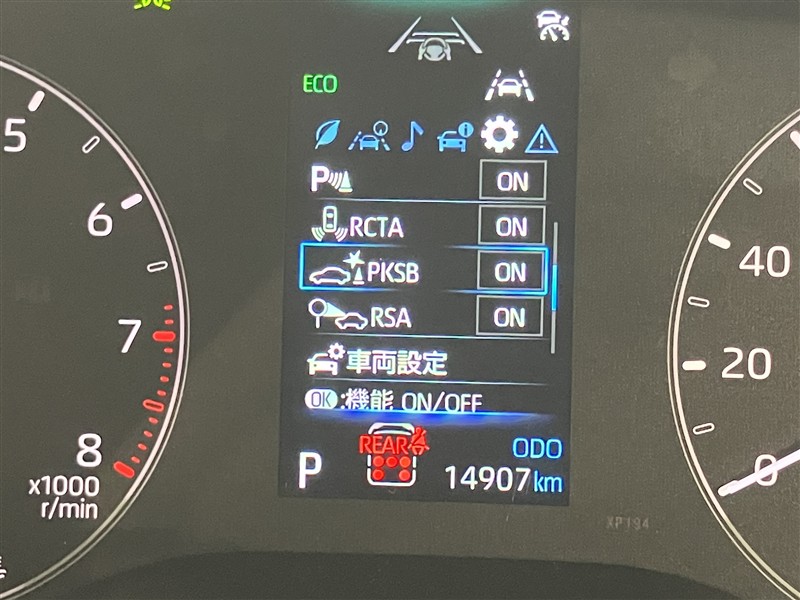 ECO
P ON
RCTA ON
PKSB ON
RSA ON
車両設定
OK :機能 ON/OFF
REAR
P
ODO
14907 km
5
6
7
8
x1000
r/min
40
20
0
XP194